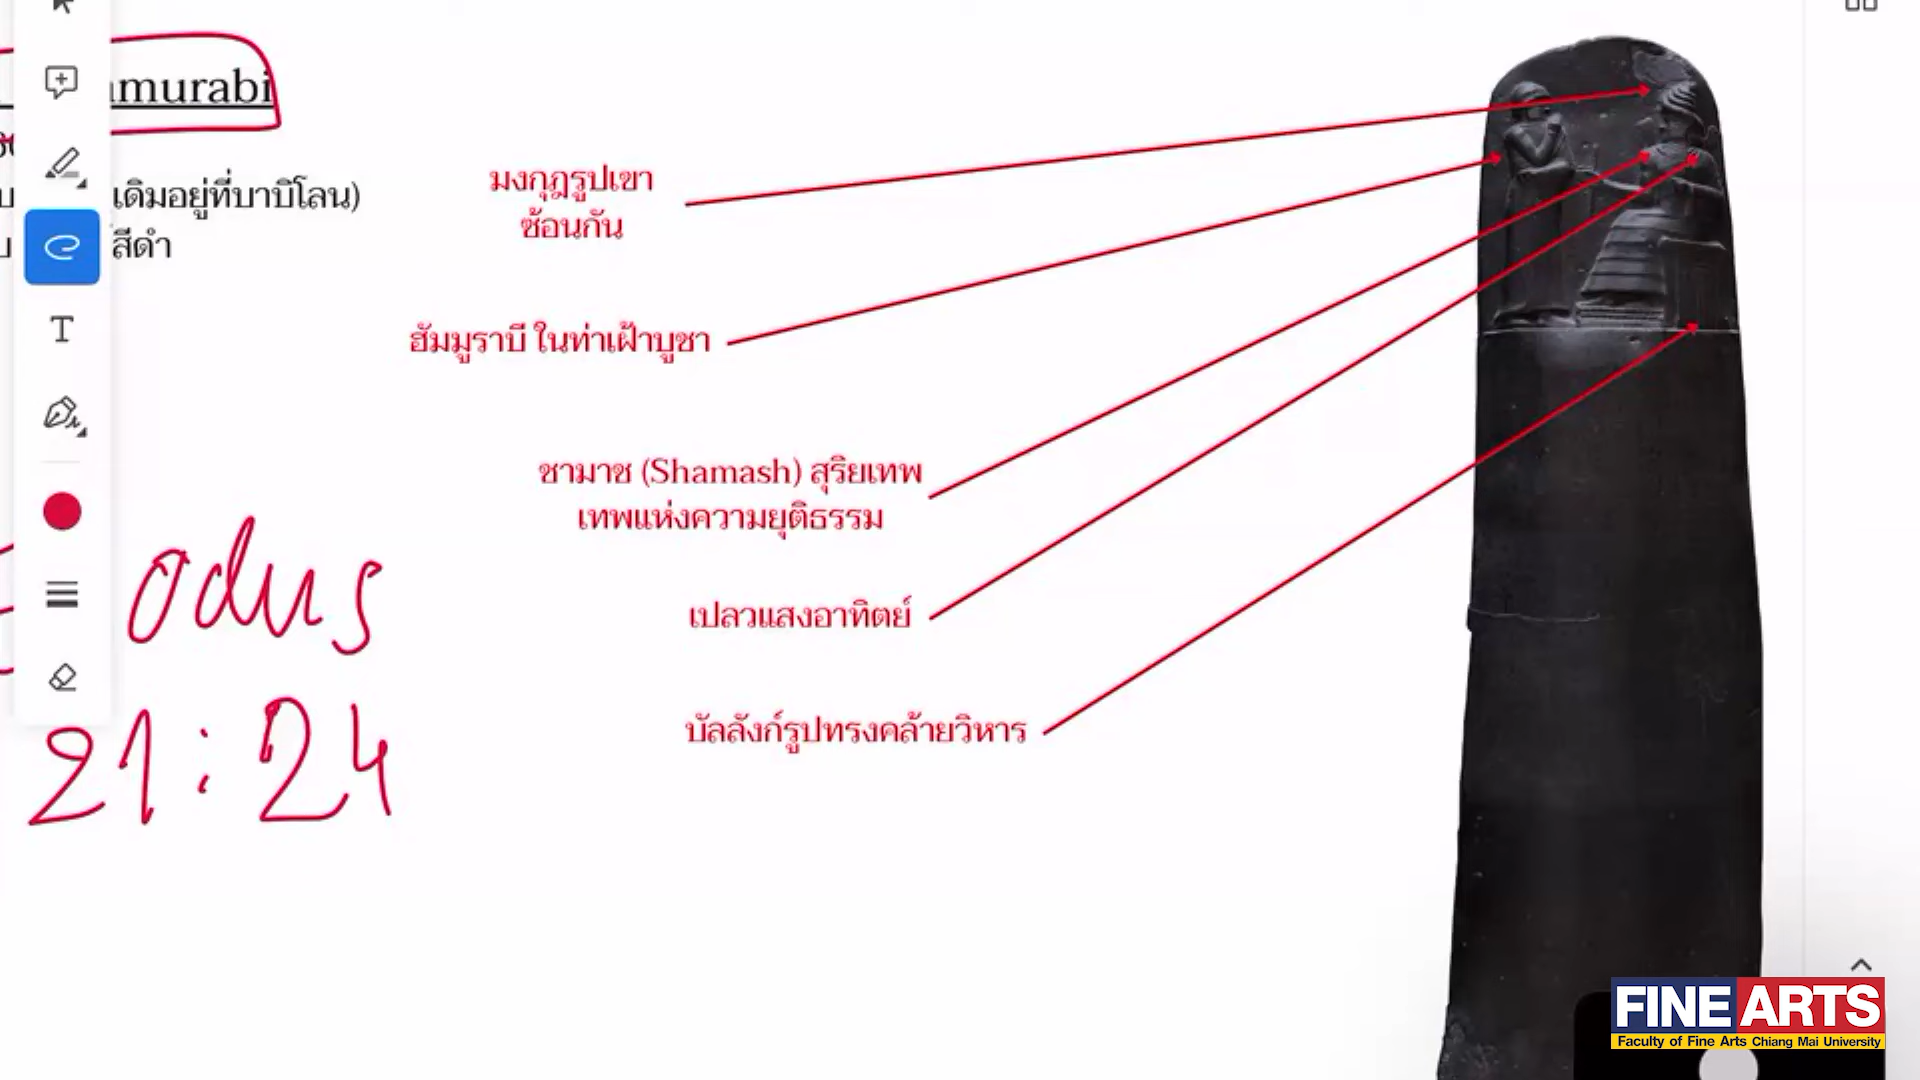 amurabi
เดิมอยู่ที่บาบิโลน)
สีดำ
มงกุฎรูปเขา
ซ้อนกัน
ฮัมมูราบี ในท่าเฝ้าบูชา
ชามาช (Shamash) สุริยเทพ
เทพแห่งความยุติธรรม
เปลวแสงอาทิตย์
บัลลังก์รูปทรงคล้ายวิหาร
odus
21:24
T
FINE ARTS
Faculty of Fine Arts Chiang Mai University